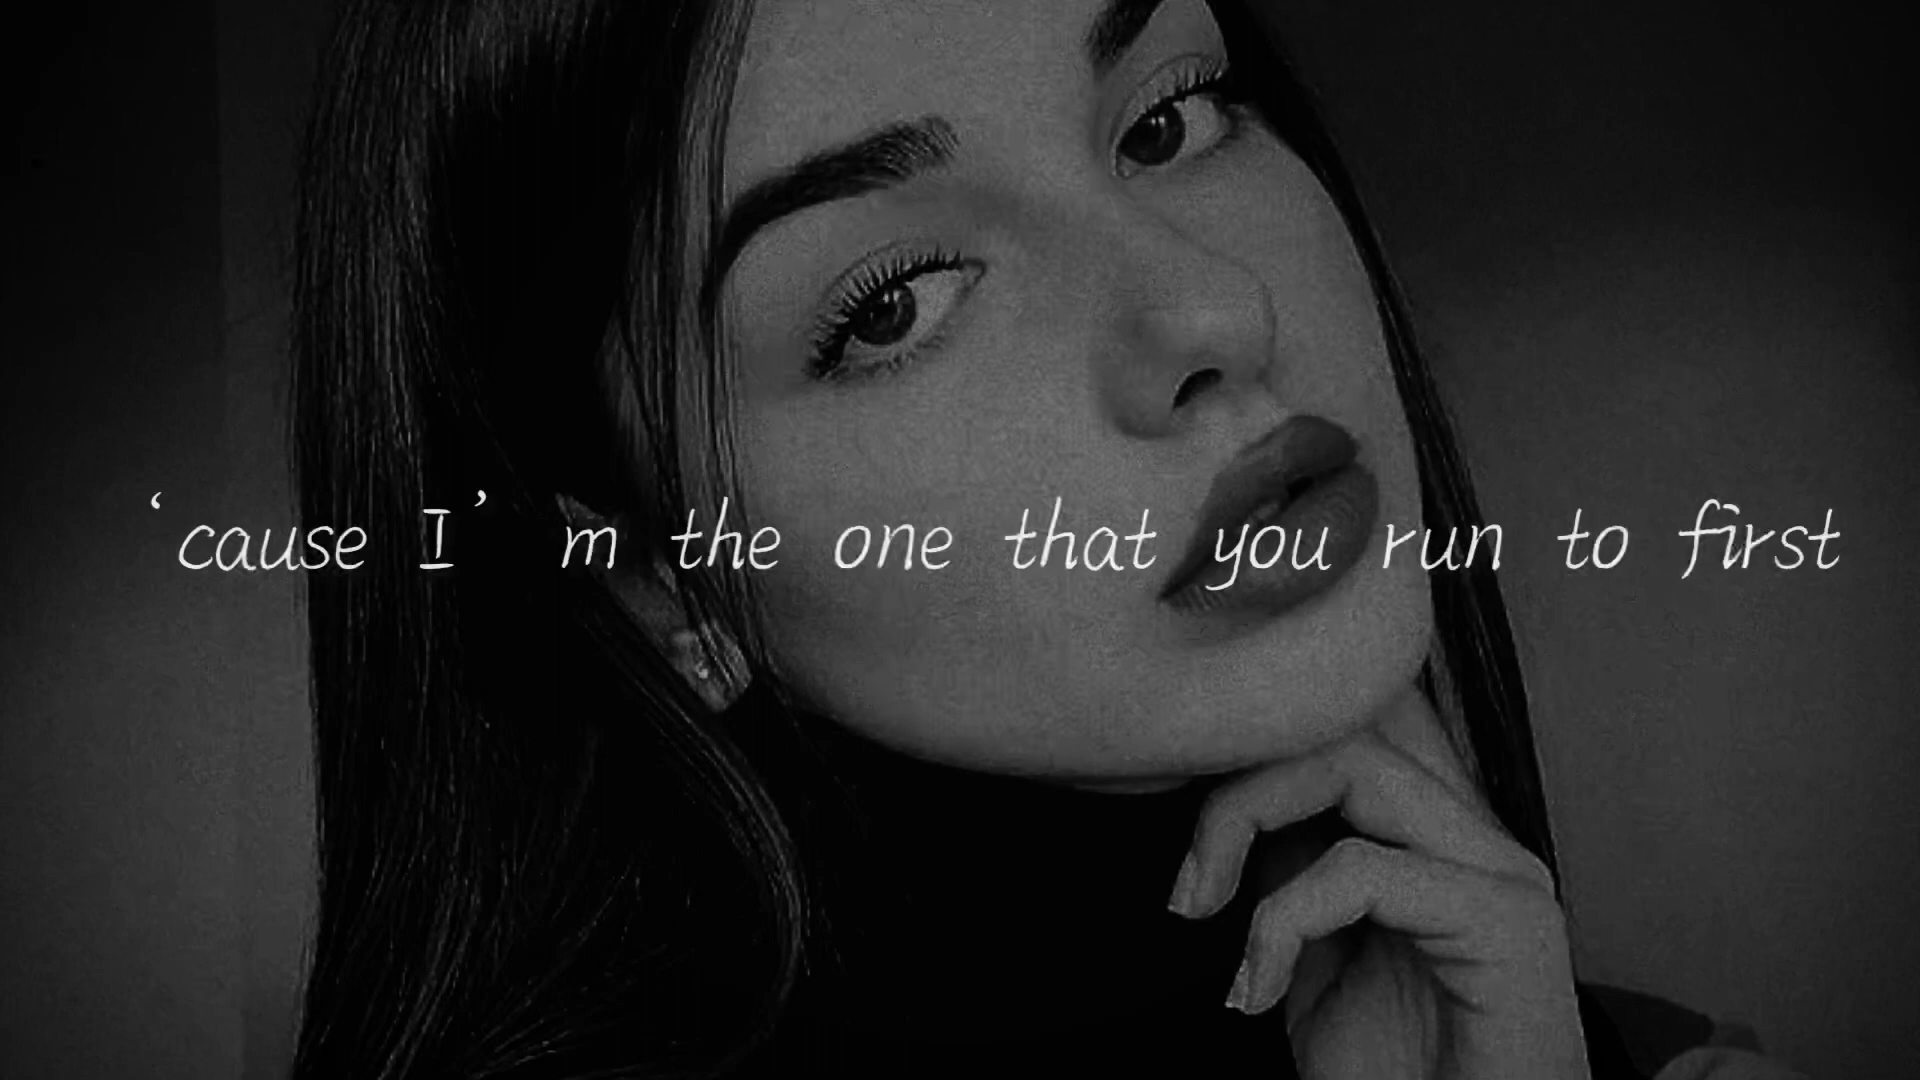 ‘cause I’ m the one that you run to first